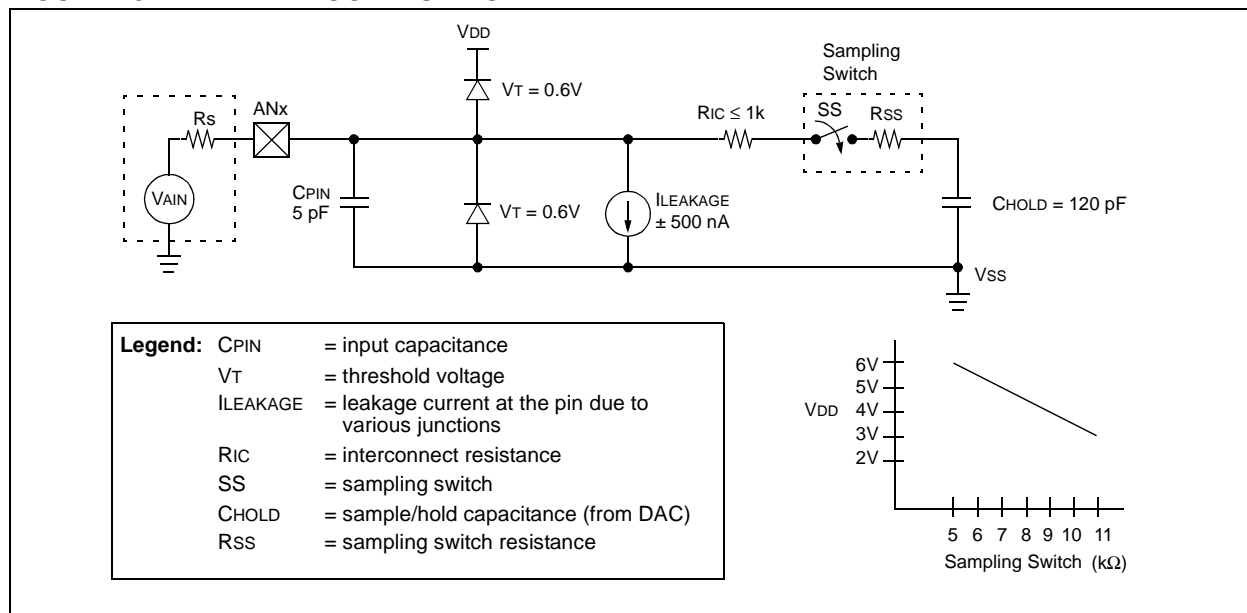 VDD
Sampling
Switch
VT = 0.6V
ANx
RIC ≤ 1k
SS
RSS
Rs
VAIN
CPIN
5 pF
VT = 0.6V
ILEAKAGE
± 500 nA
CHOLD = 120 pF
VSS
Legend: CPIN = input capacitance
VT = threshold voltage
ILEAKAGE = leakage current at the pin due to
various junctions
RIC = interconnect resistance
SS = sampling switch
CHOLD = sample/hold capacitance (from DAC)
RSS = sampling switch resistance
6V
5V
VDD 4V
3V
2V
5 6 7 8 9 10 11
Sampling Switch (kΩ)